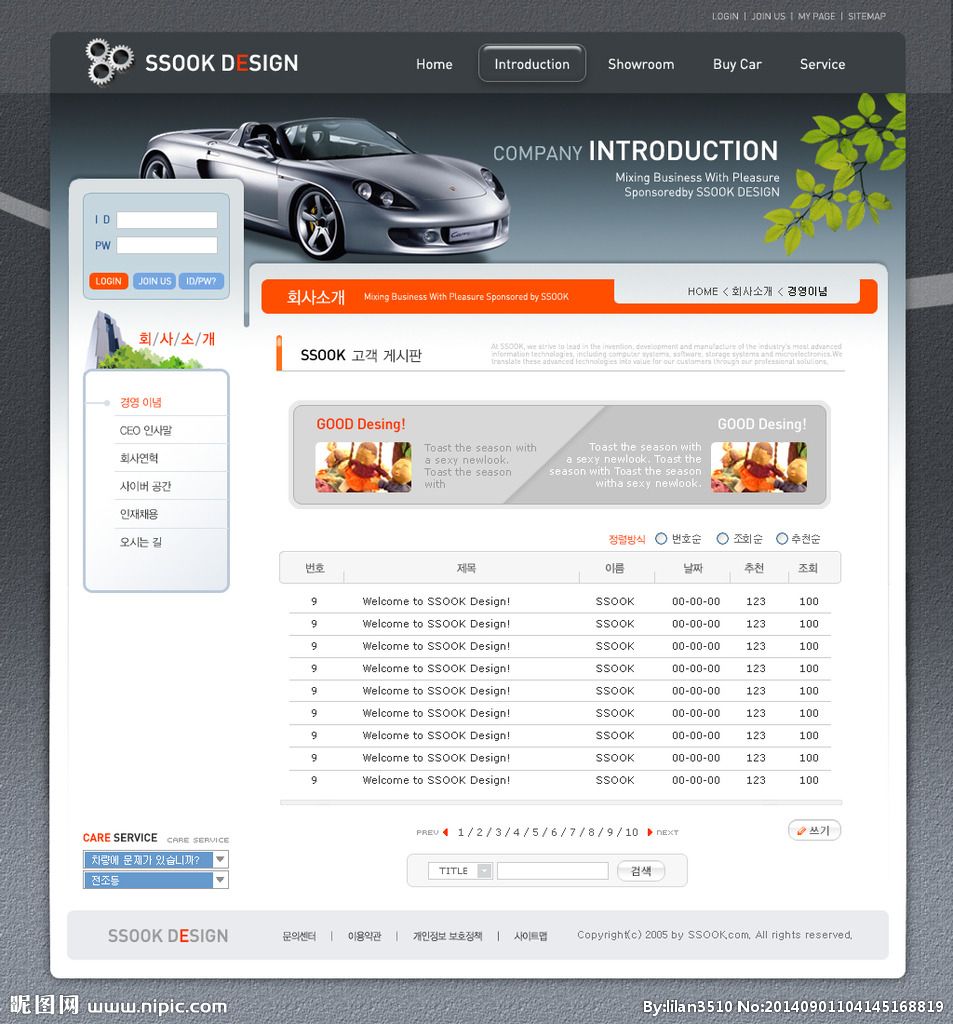 LOGIN | JOIN US | MY PAGE | SITEMAP
SSOOK DESIGN
Home Introduction Showroom Buy Car Service
COMPANY INTRODUCTION
Mixing Business With Pleasure
Sponsoredby SSOOK DESIGN
I D
PW
LOGIN JOIN US ID/PW?
회사소개 Mixing Business With Pleasure Sponsored by SSOOK HOME < 회사소개 < 경영이념
회/사/소/개
경영 이념
CEO 인사말
회사연혁
사이버 공간
인재채용
오시는 길
SSOOK 고객 게시판
At SSOOK, we strive to lead in the invention, development and manufacture of the industry's most advanced
information technologies, including computer systems, software, storage systems and microelectronics.We
translate these advanced technologies into value for our customers through our professional solutions,
GOOD Desing!
Toast the season with
a sexy newlook.
Toast the season
with
GOOD Desing!
Toast the season with
a sexy newlook. Toast the
season with Toast the season
witha sexy newlook.
정렬방식 번호순 조회순 추천순
번호 제목 이름 날짜 추천 조회
9 Welcome to SSOOK Design! SSOOK 00-00-00 123 100
9 Welcome to SSOOK Design! SSOOK 00-00-00 123 100
9 Welcome to SSOOK Design! SSOOK 00-00-00 123 100
9 Welcome to SSOOK Design! SSOOK 00-00-00 123 100
9 Welcome to SSOOK Design! SSOOK 00-00-00 123 100
9 Welcome to SSOOK Design! SSOOK 00-00-00 123 100
9 Welcome to SSOOK Design! SSOOK 00-00-00 123 100
9 Welcome to SSOOK Design! SSOOK 00-00-00 123 100
9 Welcome to SSOOK Design! SSOOK 00-00-00 123 100
PREV 1 / 2 / 3 / 4 / 5 / 6 / 7 / 8 / 9 / 10 NEXT
쓰기
TITLE 검색
CARE SERVICE CARE SERVICE
차량에 문제가 있습니까?
전조등
SSOOK DESIGN
문의센터 | 이용약관 | 개인정보 보호정책 | 사이트맵
Copyright(c) 2005 by SSOOK.com, All rights reserved,
昵图网 www.nipic.com
By:lilan3510 No:20140901104145168819